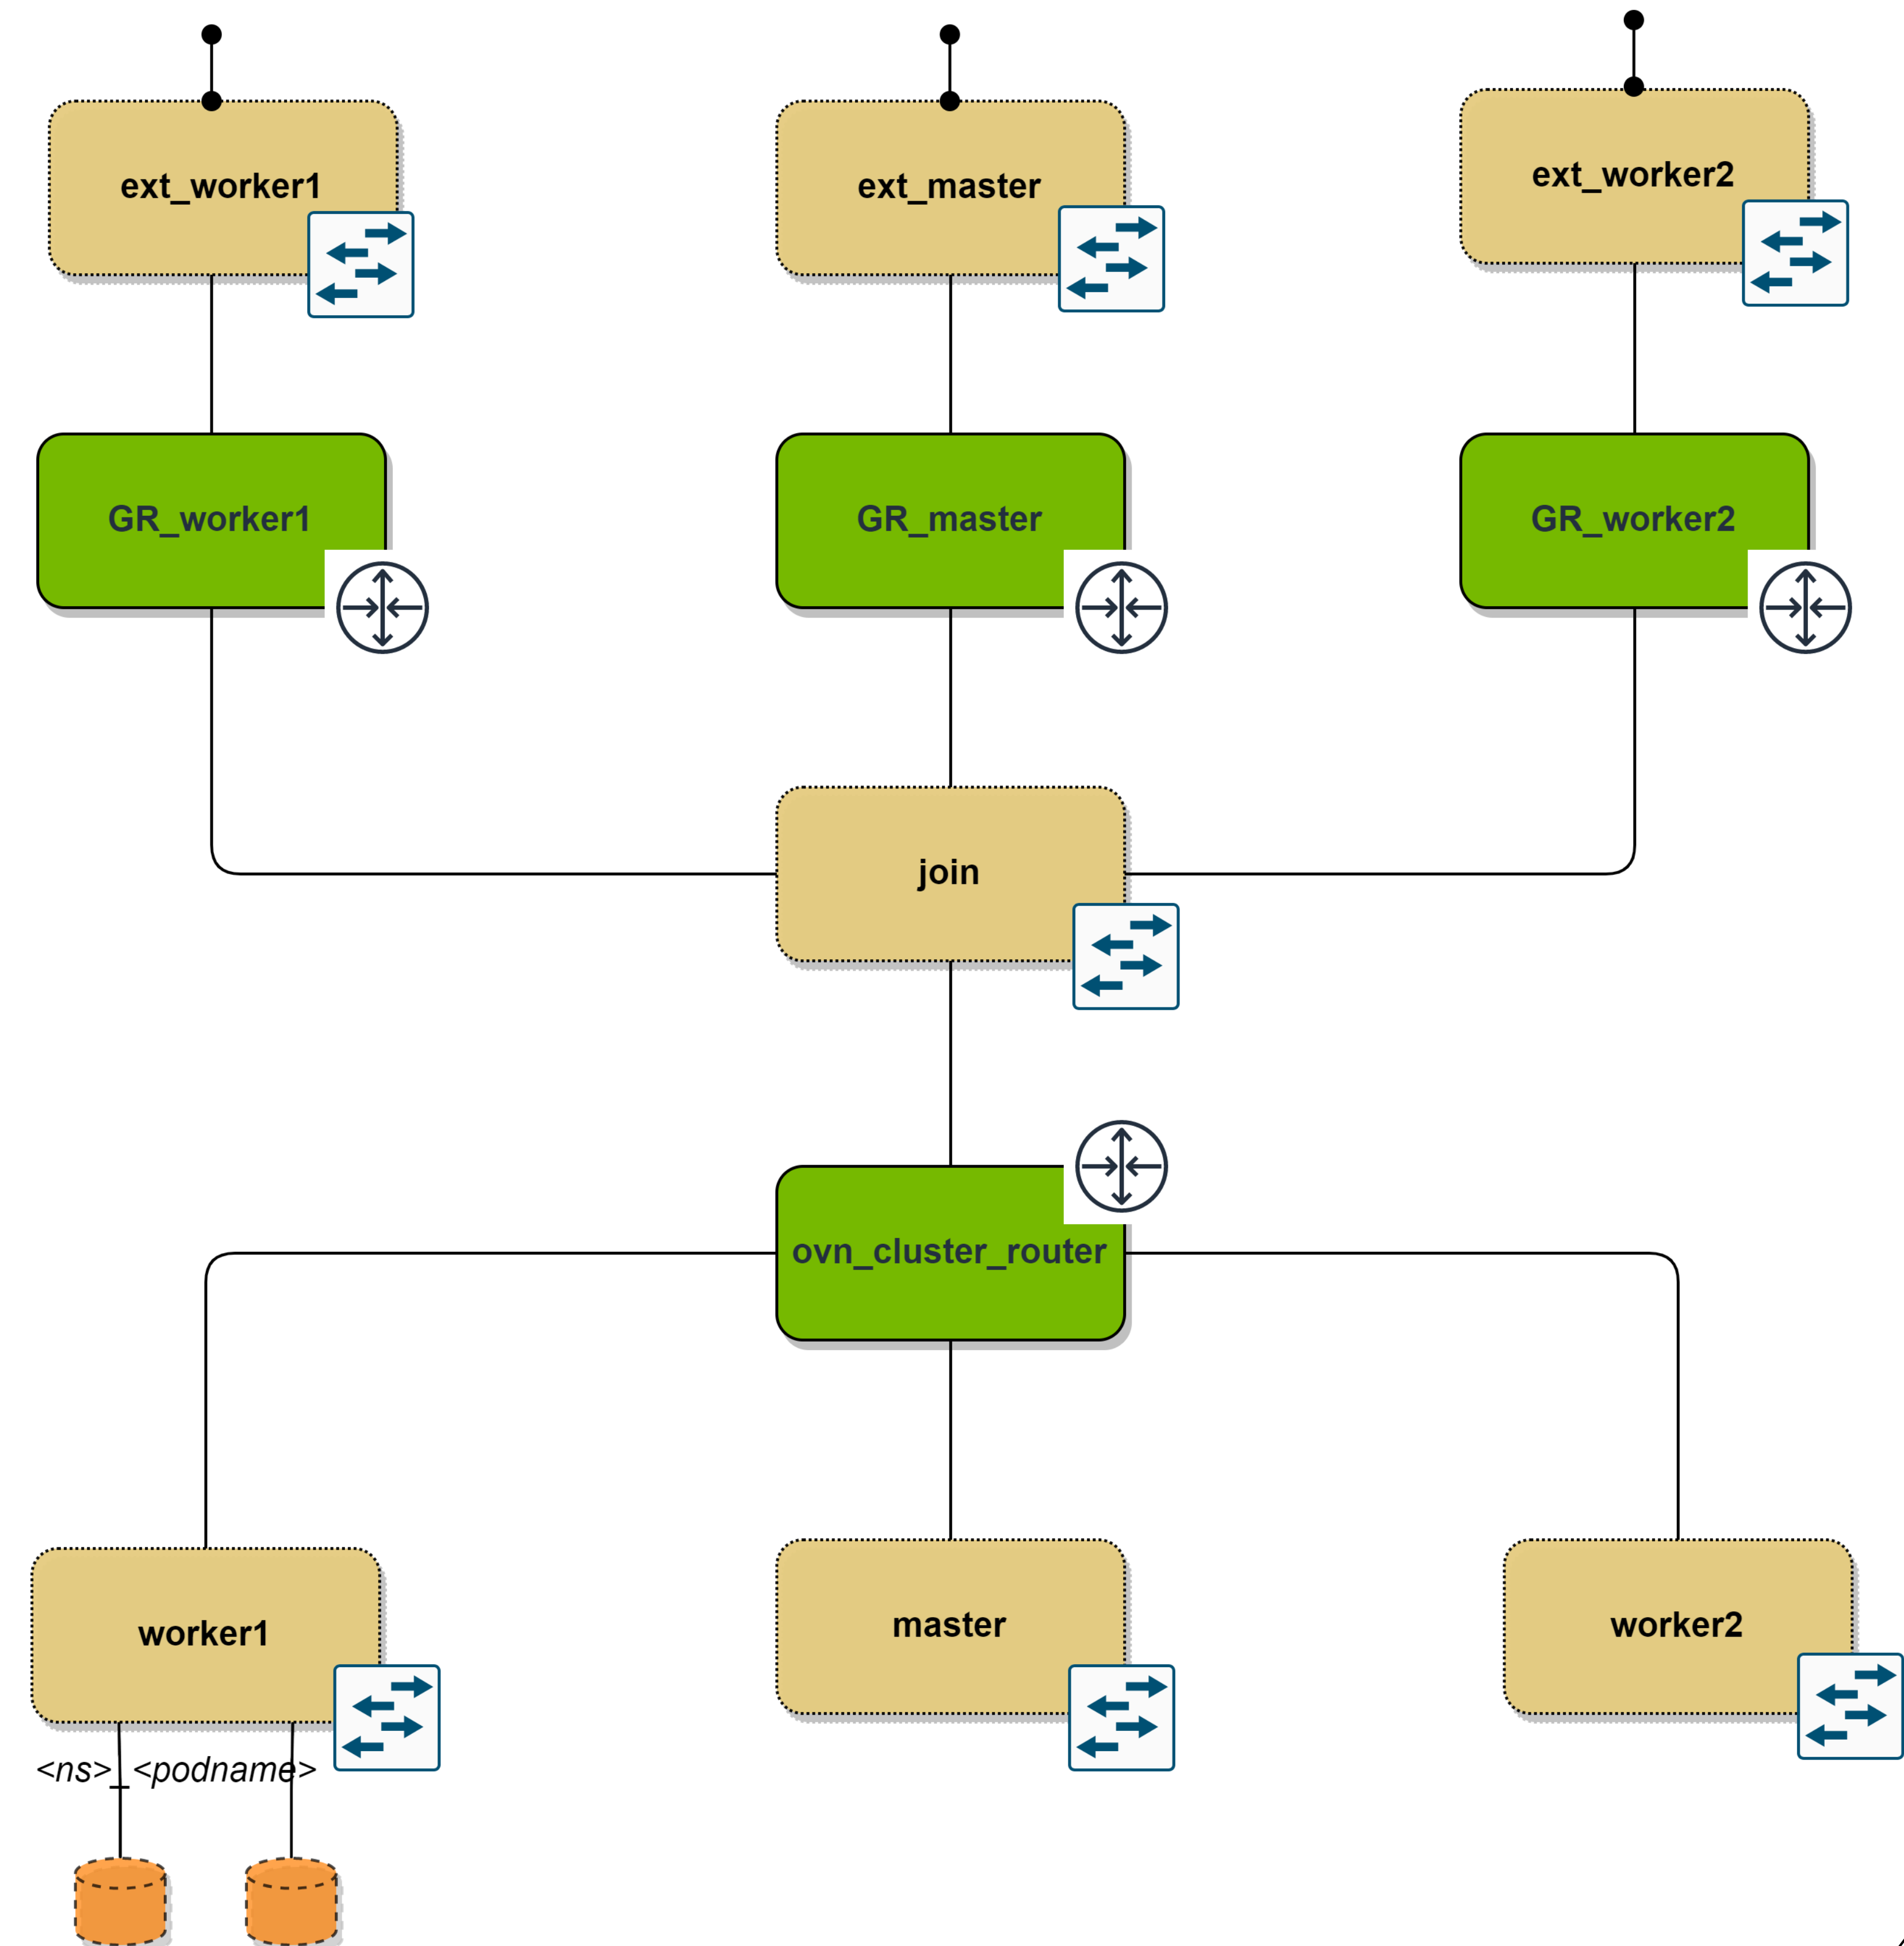 ext_worker1
ext_master
ext_worker2
GR_worker1
GR_master
GR_worker2
join
ovn_cluster_router
worker1
master
worker2
<ns>_<podname>